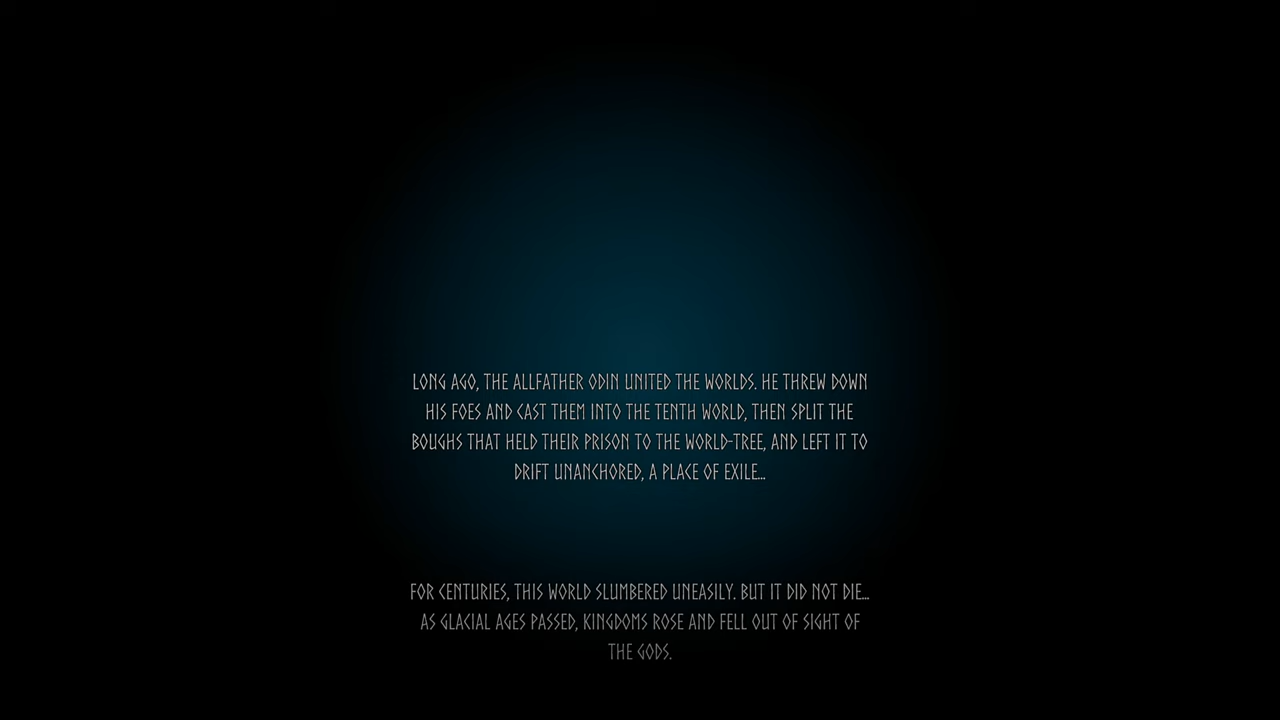 LONG AGO, THE ALLFATHER ODIN UNITED THE WORLDS. HE THREW DOWN
HIS FOES AND CAST THEM INTO THE TENTH WORLD, THEN SPLIT THE
BOUGHS THAT HELD THEIR PRISON TO THE WORLD-TREE, AND LEFT IT TO
DRIFT UNANCHORED, A PLACE OF EXILE...
FOR CENTURIES, THIS WORLD SLUMBERED UNEASILY. BUT IT DID NOT DIE...
AS GLACIAL AGES PASSED, KINGDOMS ROSE AND FELL OUT OF SIGHT OF
THE GODS.